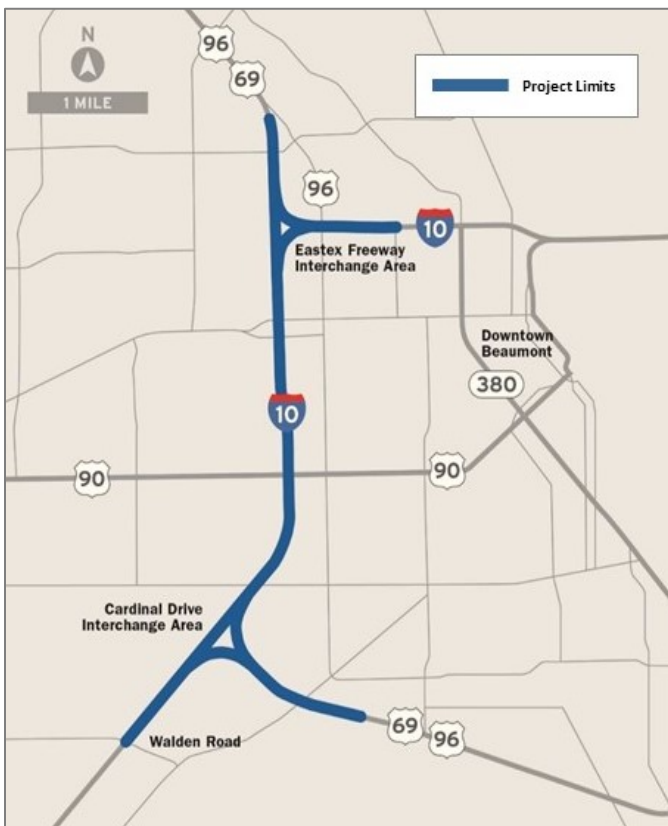 96
N
69
1 MILE
Project Limits
96
10
Eastex Freeway
Interchange Area
Downtown
Beaumont
380
10
90
90
Cardinal Drive
Interchange Area
Walden Road
69
96